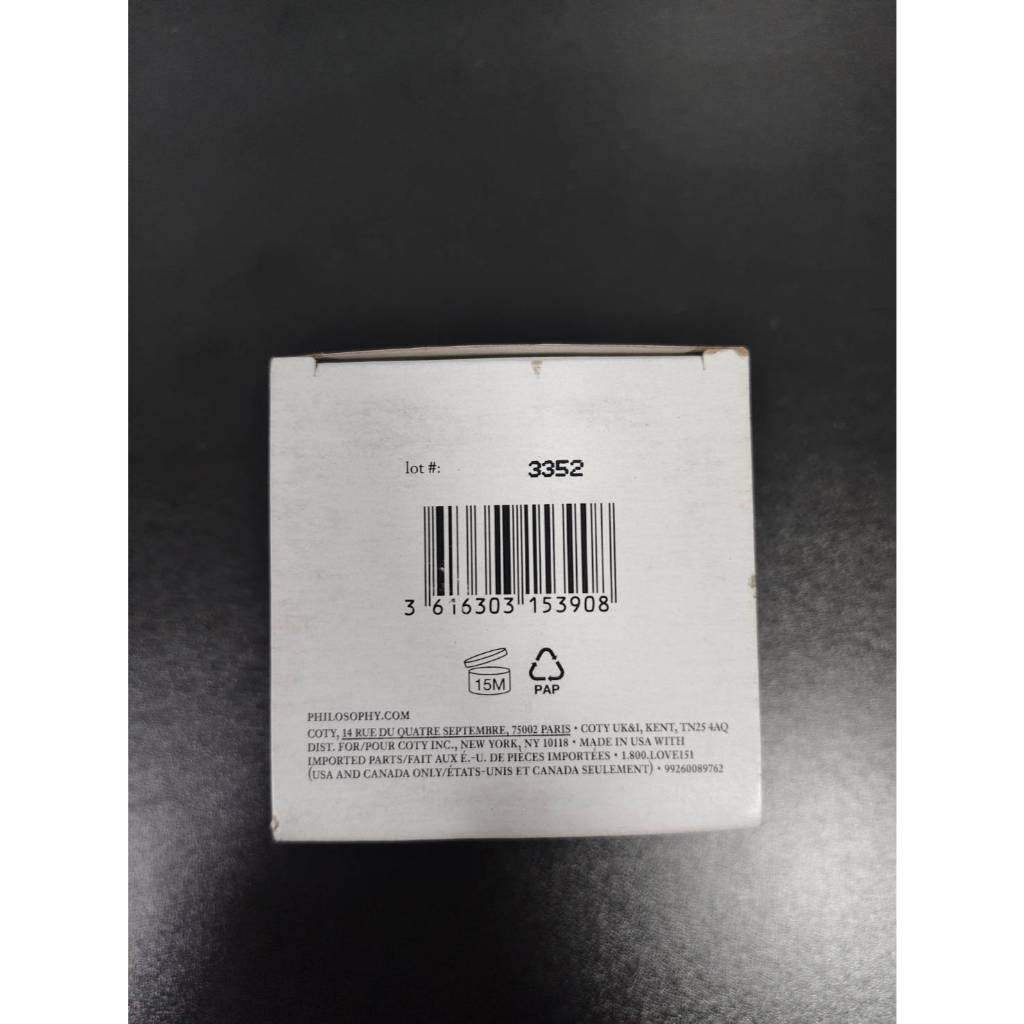 lot #: 3352
3 616303 153908
15M
PAP
PHILOSOPHY.COM
COTY, 14 RUE DU QUATRE SEPTEMBRE, 75002 PARIS • COTY UK&I, KENT, TN25 4AQ
DIST. FOR/POUR COTY INC., NEW YORK, NY 10118 • MADE IN USA WITH
IMPORTED PARTS/FAIT AUX É.-U. DE PIÈCES IMPORTÉES • 1.800.LOVE151
(USA AND CANADA ONLY/ÉTATS-UNIS ET CANADA SEULEMENT) • 99260089762